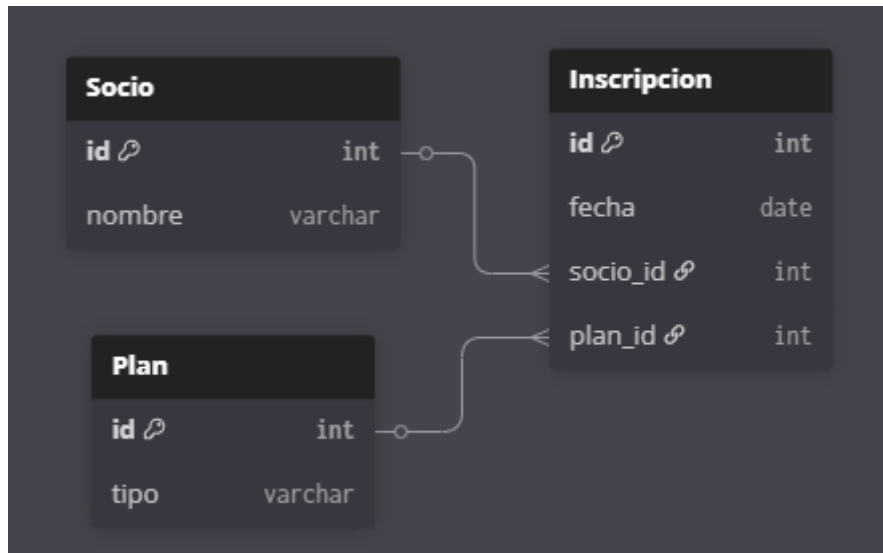 Socio
id int
nombre varchar
Inscripcion
id int
fecha date
socio_id int
plan_id int
Plan
id int
tipo varchar